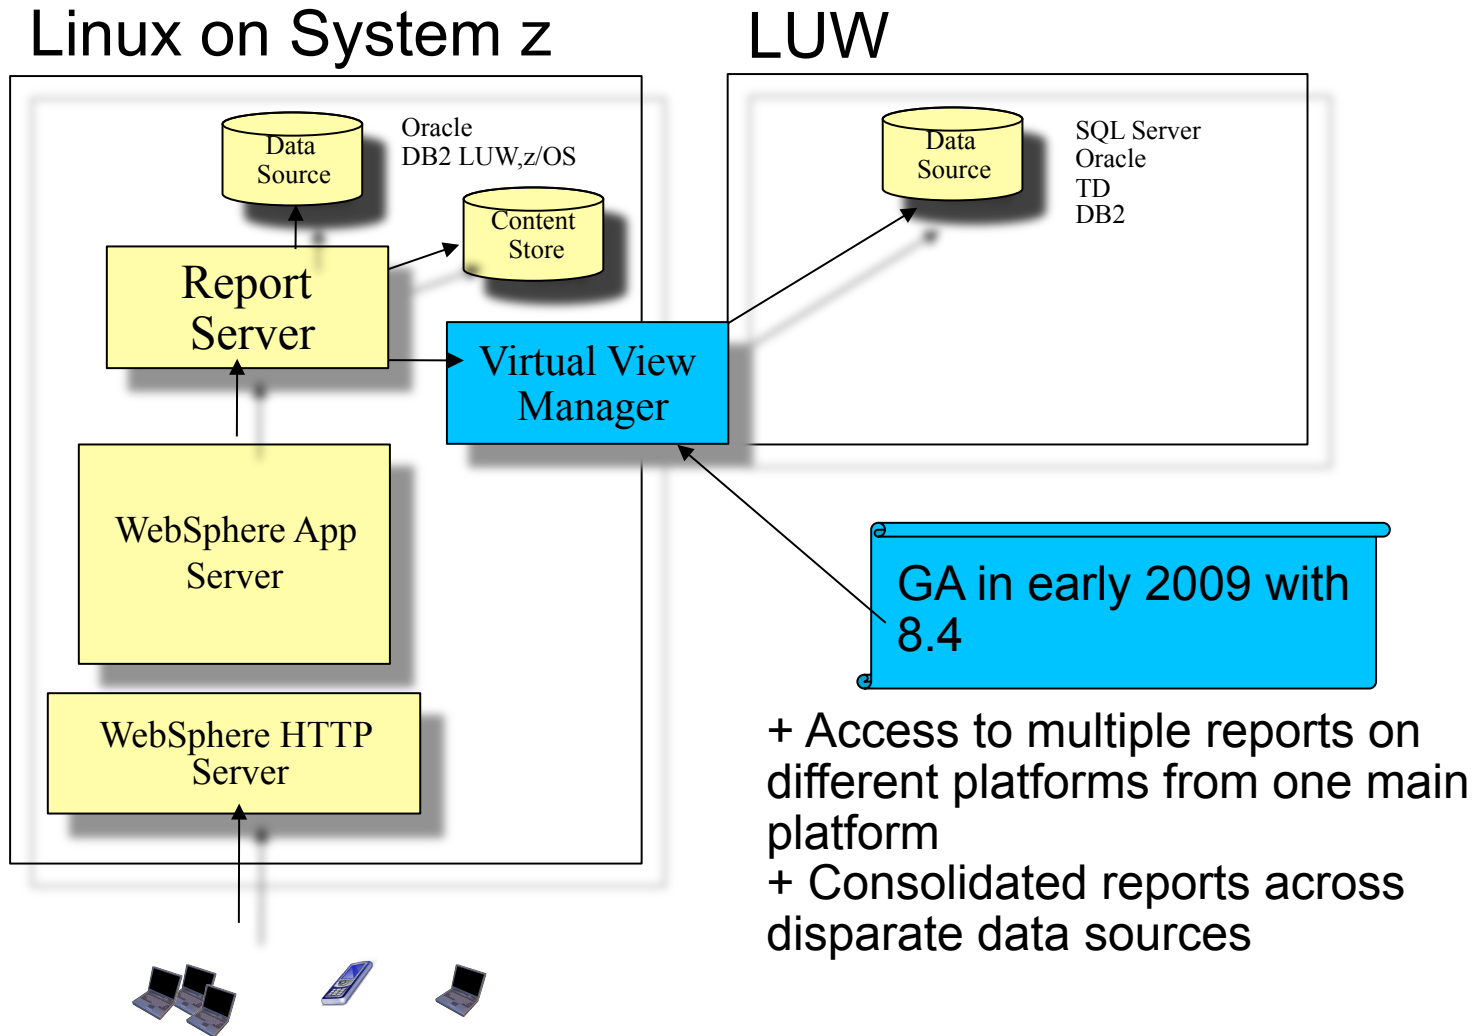 Linux on System z
LUW
Data
Source
Oracle
DB2 LUW,z/OS
Content
Store
Report
Server
Virtual View
Manager
WebSphere App
Server
WebSphere HTTP
Server
Data
Source
SQL Server
Oracle
TD
DB2
GA in early 2009 with
8.4
+ Access to multiple reports on
different platforms from one main
platform
+ Consolidated reports across
disparate data sources